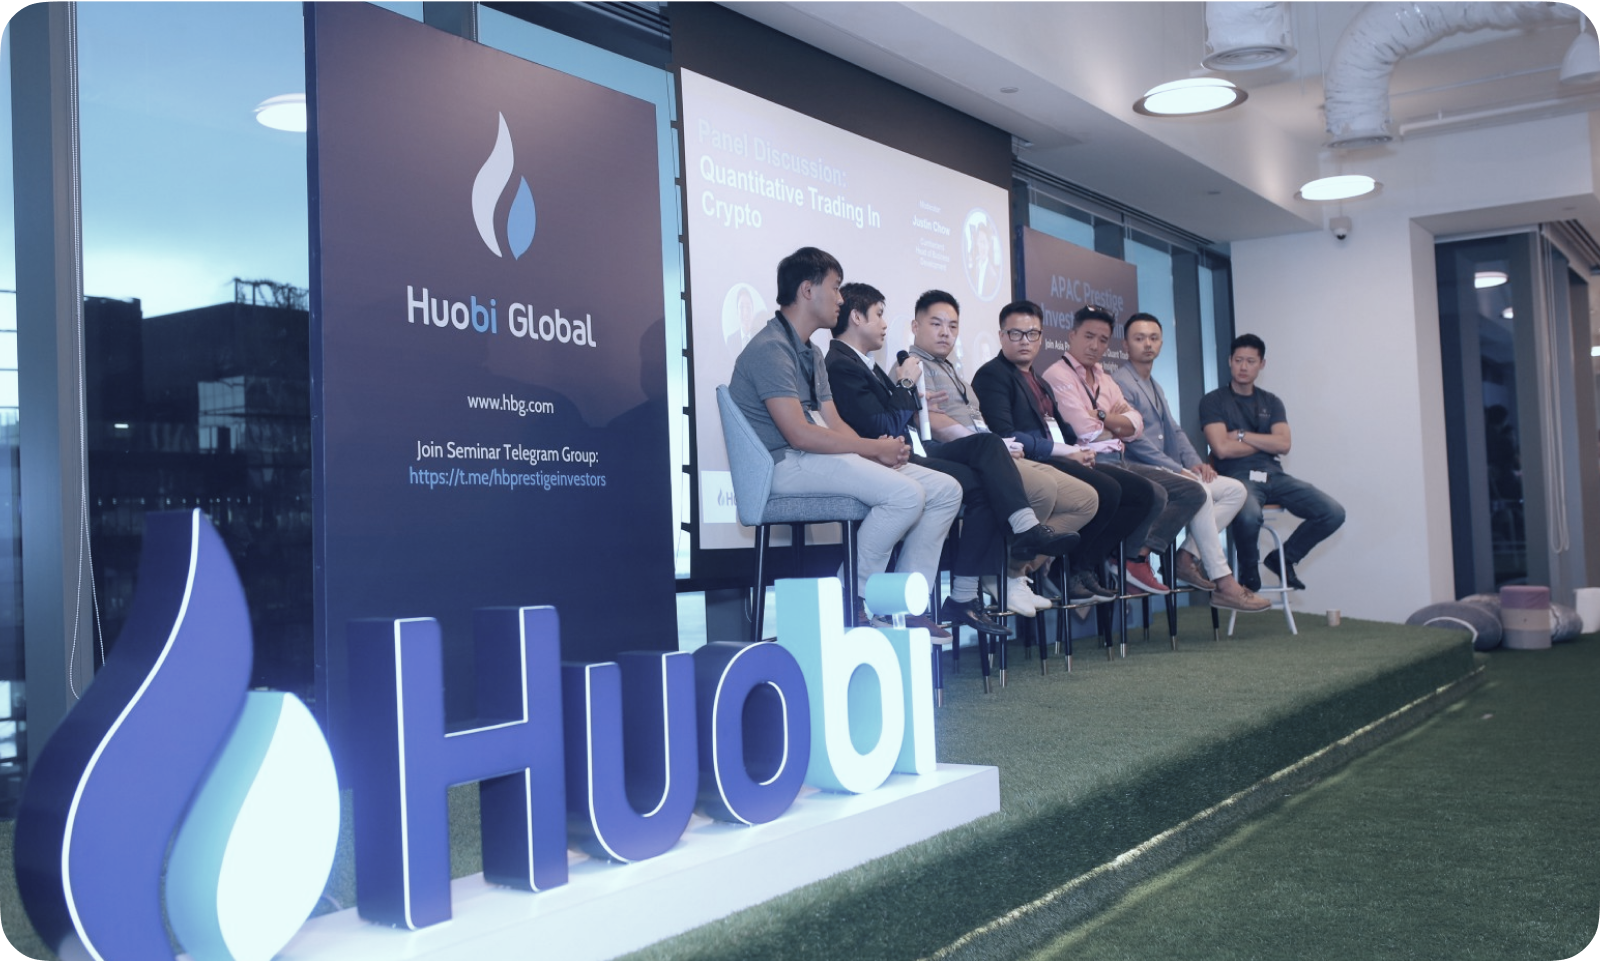 Huobi Global
www.hbg.com
Join Seminar Telegram Group:
https://t.me/hbprestigeinvestors
Panel Discussion:
Quantitative Trading In
Crypto
Justin Chow
APAC Prestige
Huobi